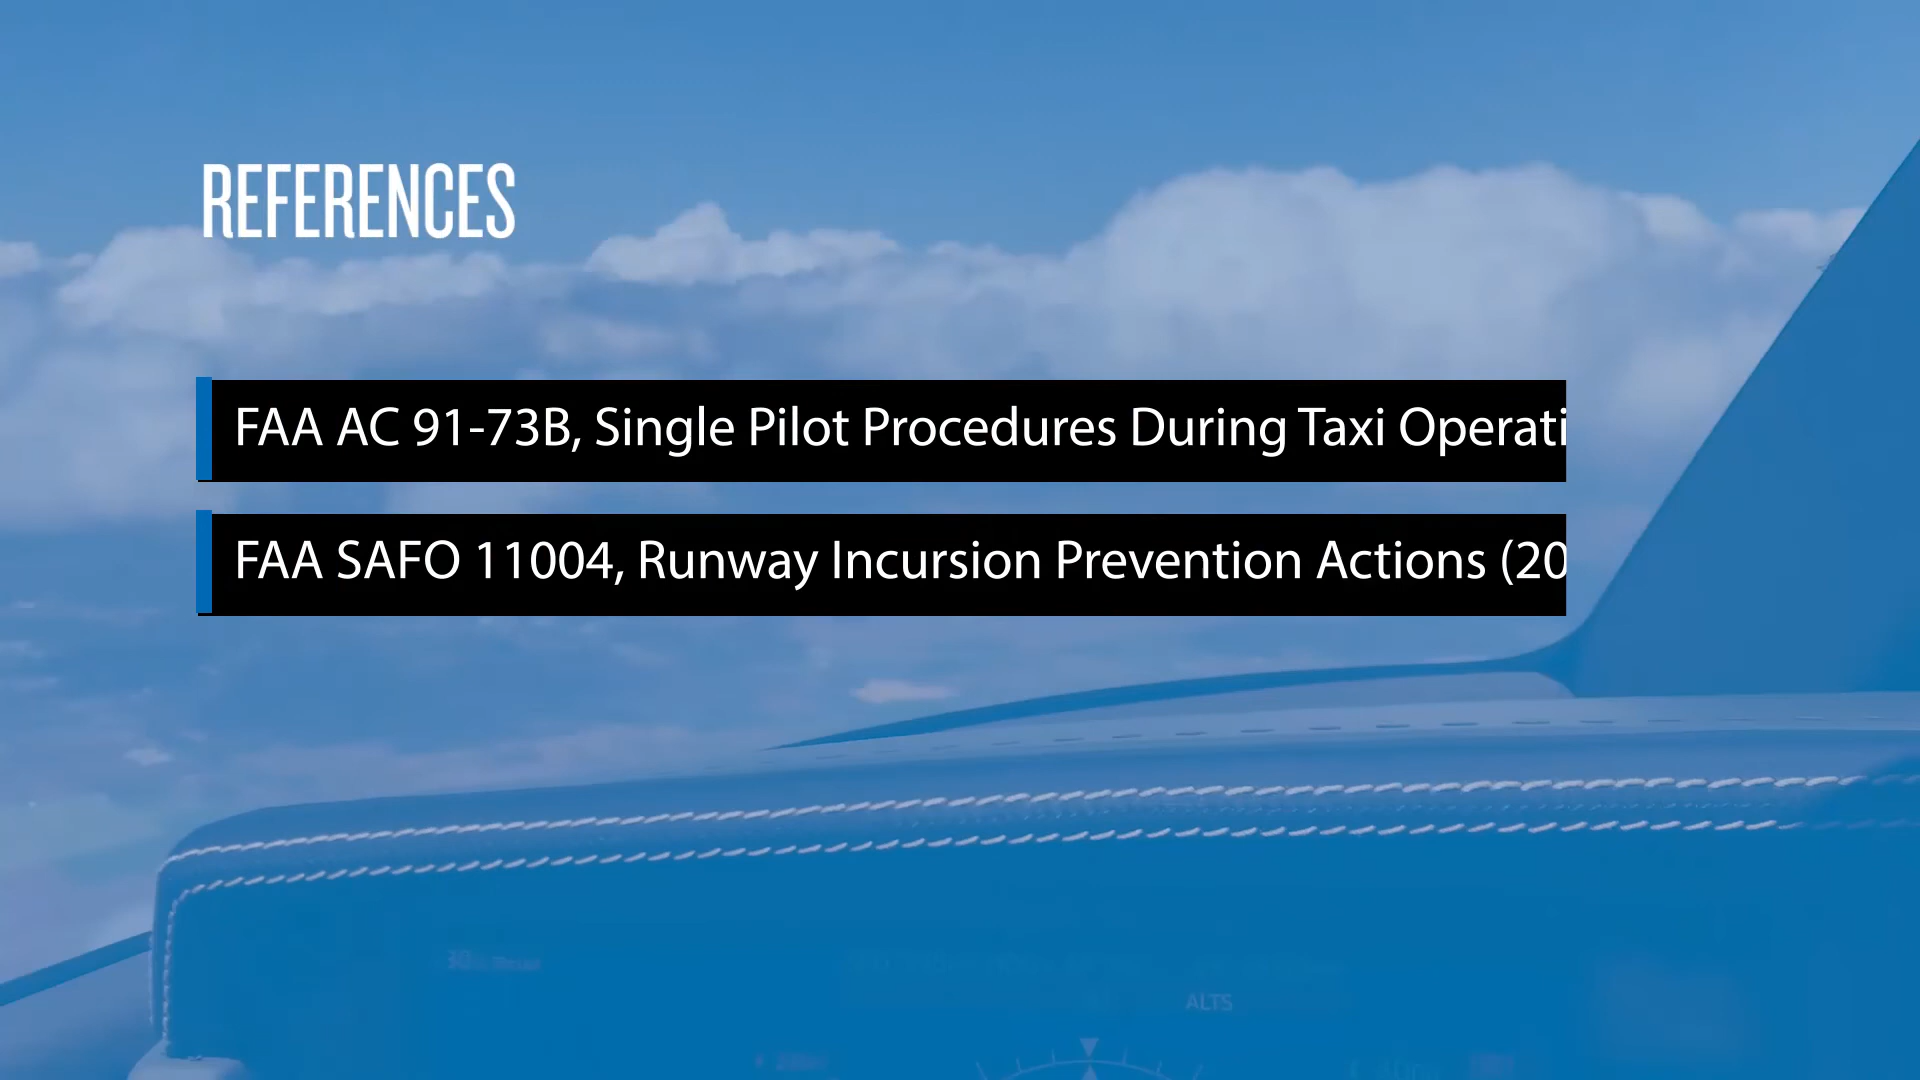 REFERENCES
FAA AC 91-73B, Single Pilot Procedures During Taxi Operati
FAA SAFO 11004, Runway Incursion Prevention Actions (20
ALTS